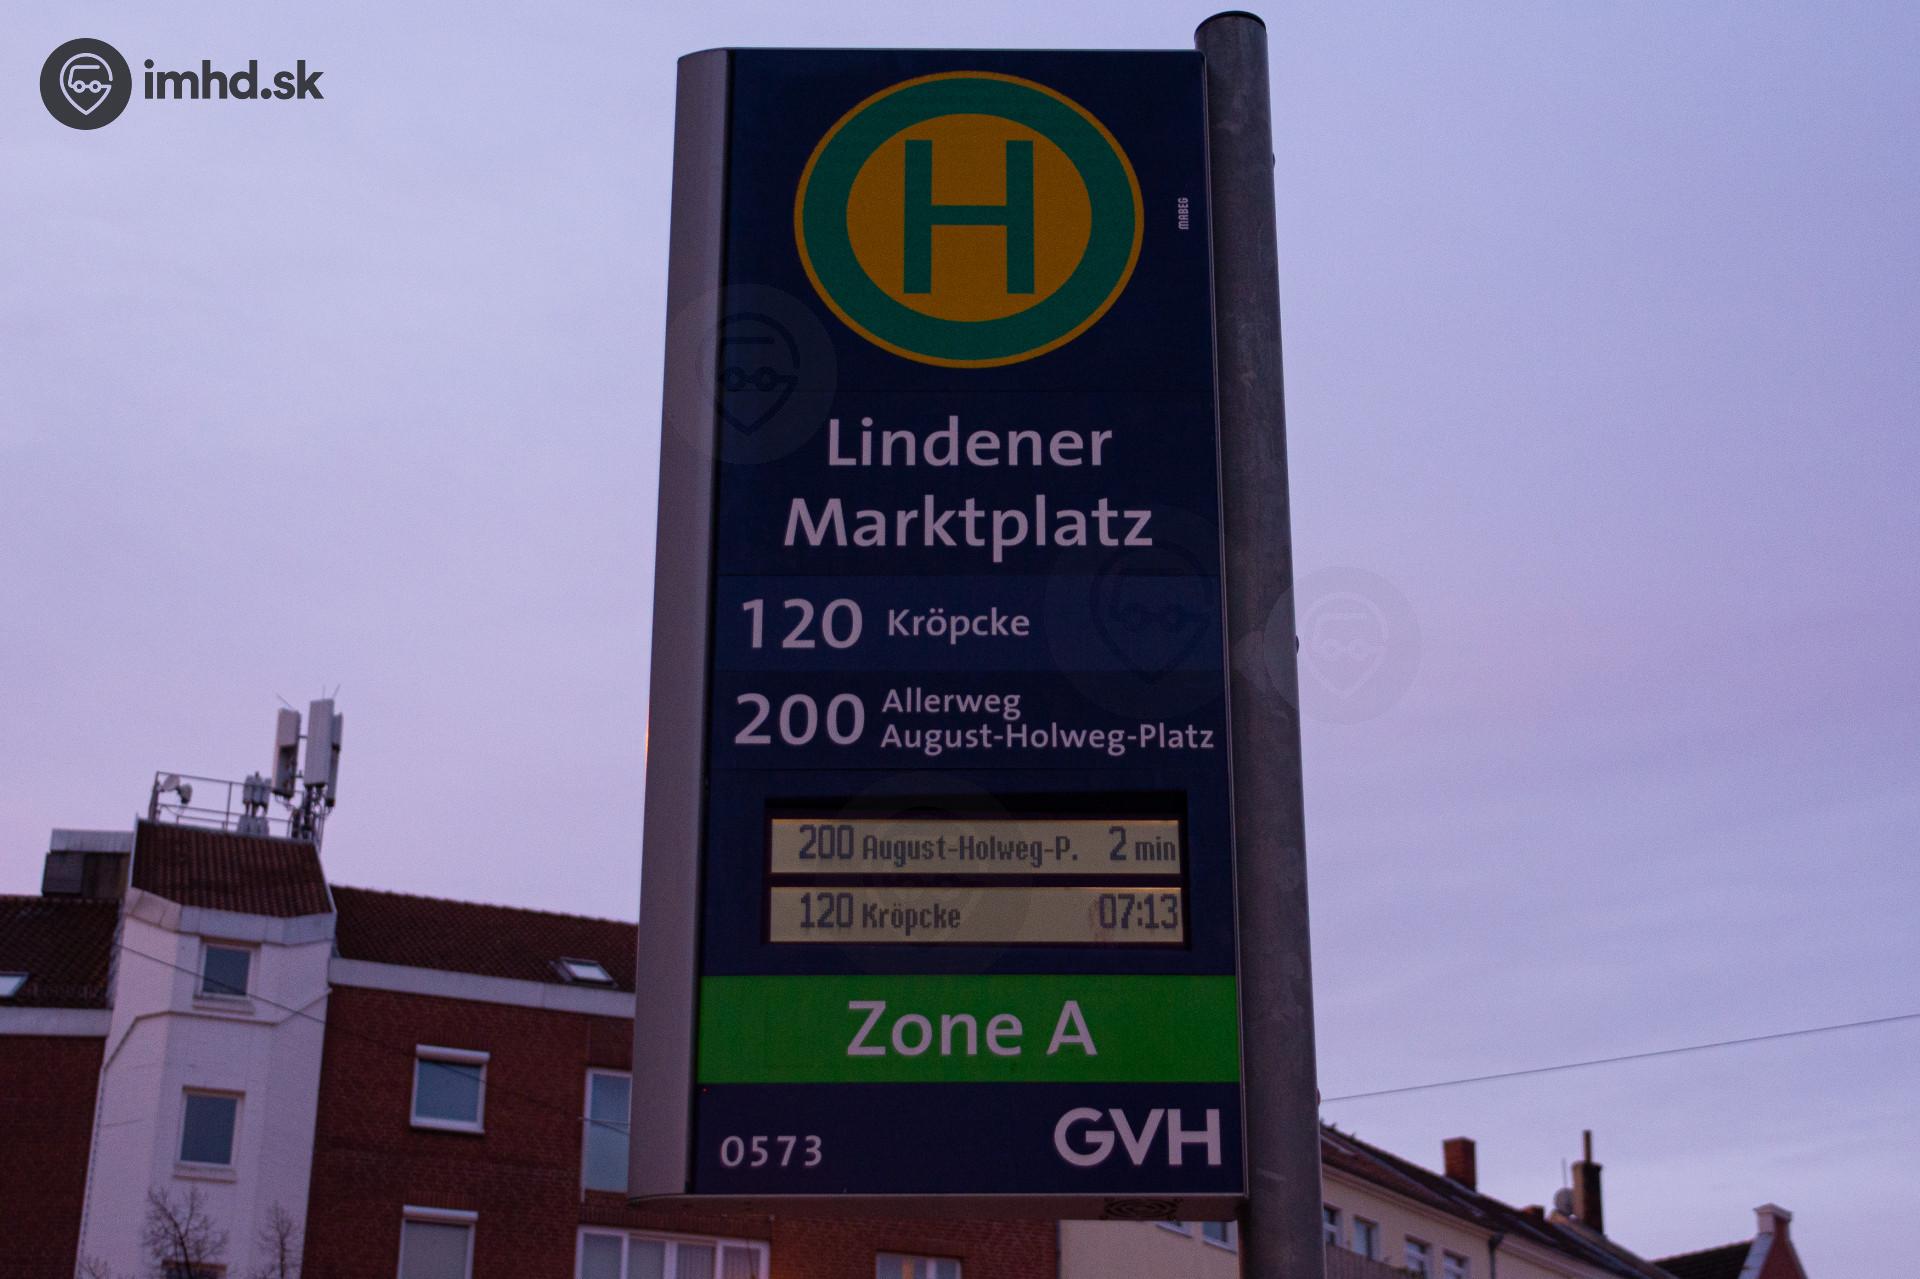 imhd.sk
H
MABEG
Lindener
Marktplatz
120 Kröpcke
200 Allerweg
August-Holweg-Platz
200 August-Holweg-P. 2 min
120 Kröpcke 07:13
Zone A
0573 GVH